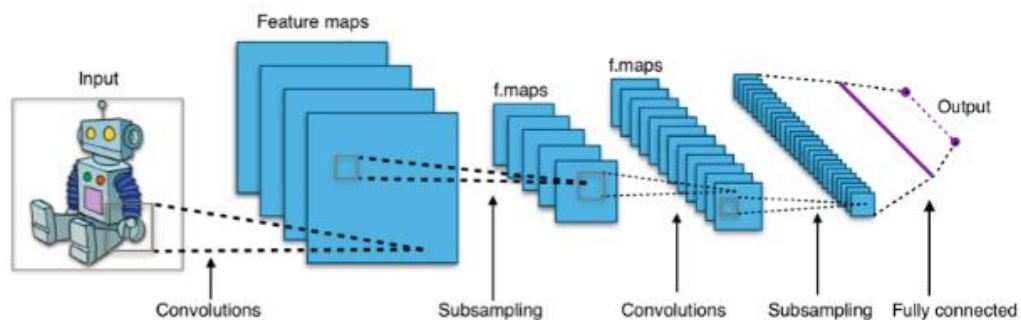 Feature maps
f.maps
Input
f.maps
Output
Convolutions
Subsampling
Convolutions
Subsampling
Fully connected